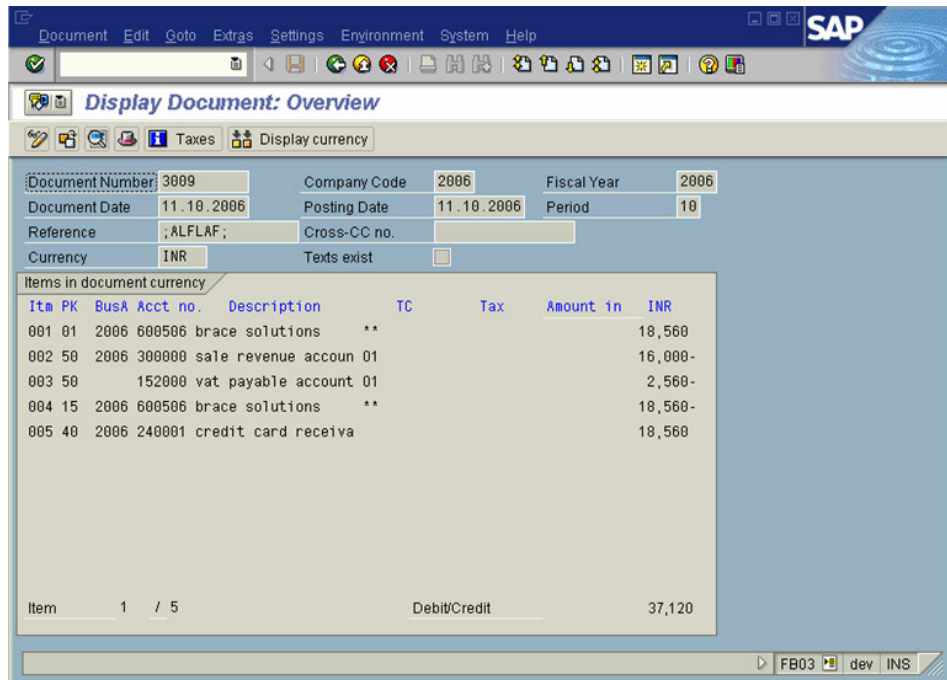 Document Edit Goto Extras Settings Environment System Help
SAP
Display Document: Overview
Taxes Display currency
Document Number 3009 Company Code 2006 Fiscal Year 2006
Document Date 11.10.2006 Posting Date 11.10.2006 Period 10
Reference ;ALFLAF; Cross-CC no.
Currency INR Texts exist
Items in document currency
Itm PK BusA Acct no. Description TC Tax Amount in INR
001 01 2006 600506 brace solutions ** 18,560
002 50 2006 300000 sale revenue accoun 01 16,000-
003 50 152000 vat payable account 01 2,560-
004 15 2006 600506 brace solutions ** 18,560-
005 40 2006 240001 credit card receiva 18,560
Item 1 / 5 Debit/Credit 37,120
FB03 dev INS